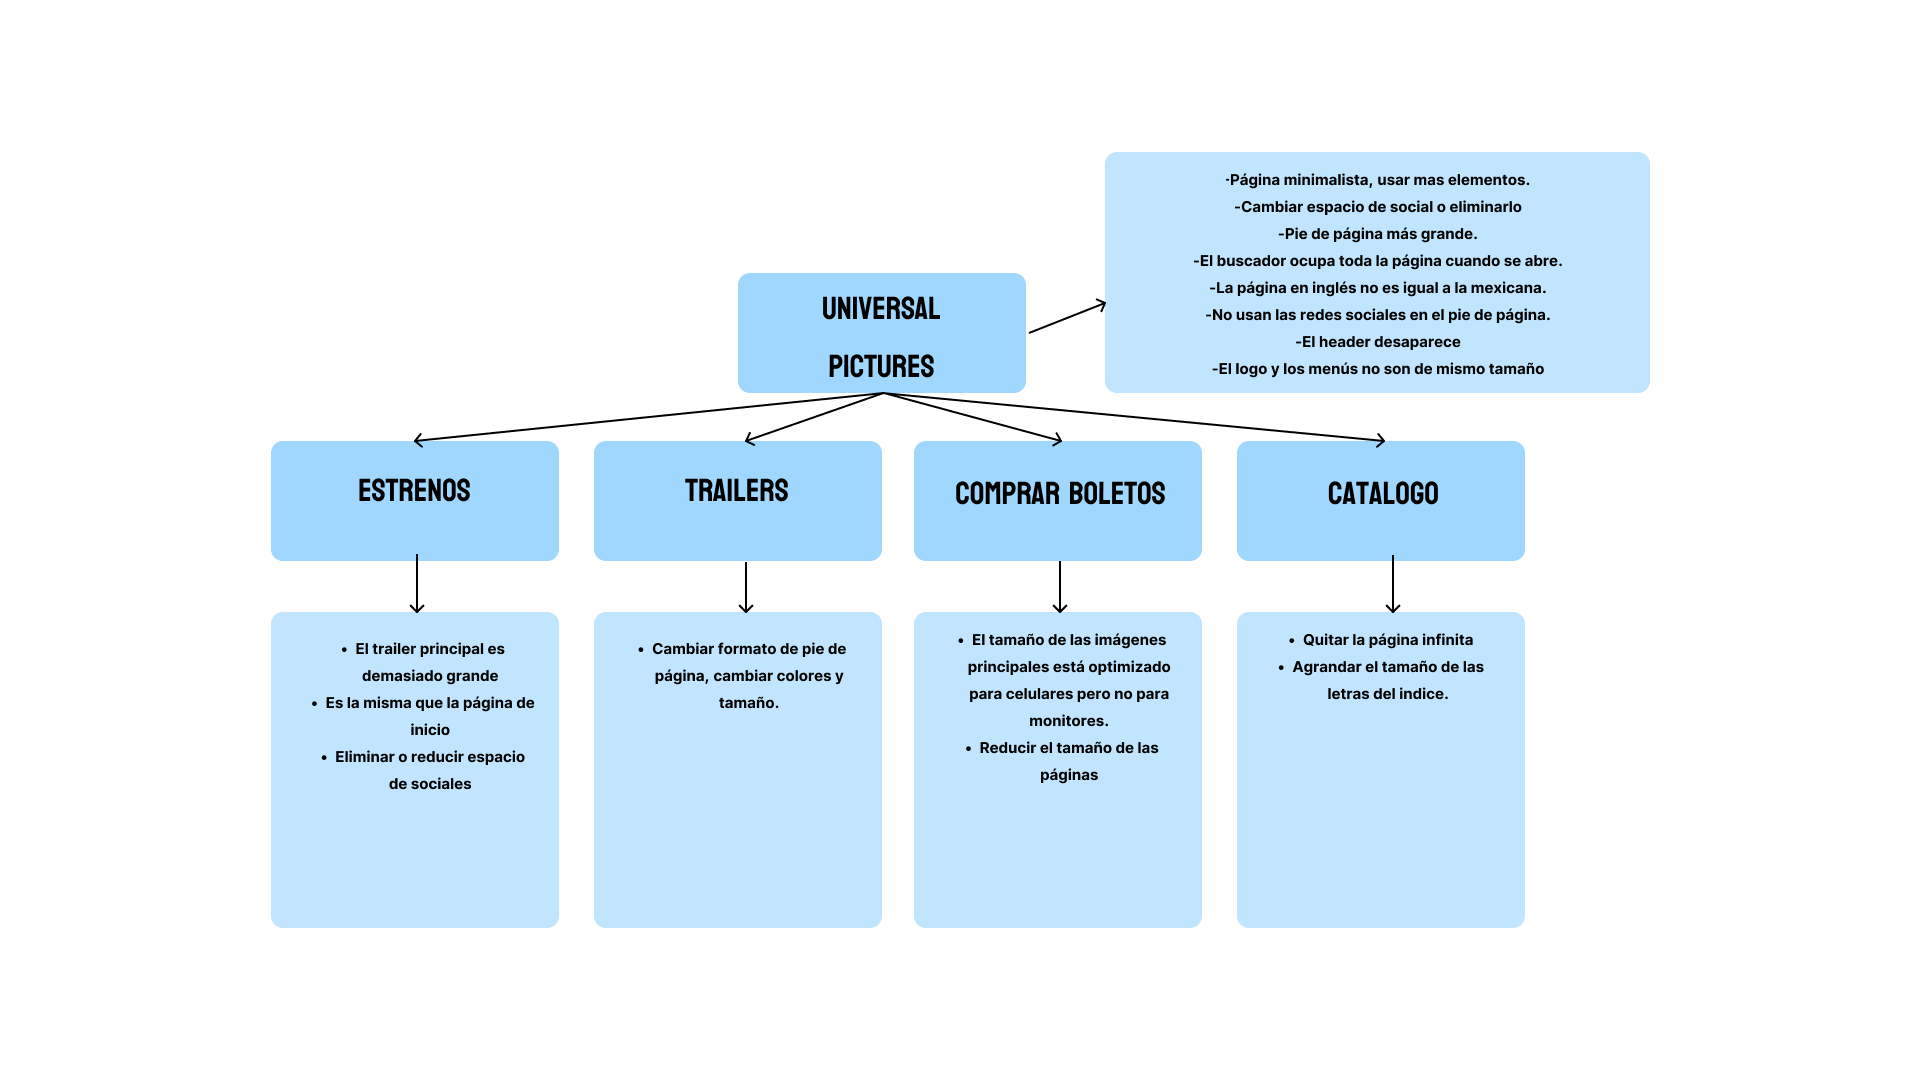 -Página minimalista, usar mas elementos.
-Cambiar espacio de social o eliminarlo
-Pie de página más grande.
-El buscador ocupa toda la página cuando se abre.
-La página en inglés no es igual a la mexicana.
-No usan las redes sociales en el pie de página.
-El header desaparece
-El logo y los menús no son de mismo tamaño
UNIVERSAL
PICTURES
ESTRENOS
TRAILERS
COMPRAR BOLETOS
CATALOGO
• El trailer principal es
demasiado grande
• Es la misma que la página de
inicio
• Eliminar o reducir espacio
de sociales
• Cambiar formato de pie de
página, cambiar colores y
tamaño.
• El tamaño de las imágenes
principales está optimizado
para celulares pero no para
monitores.
• Reducir el tamaño de las
páginas
• Quitar la página infinita
• Agrandar el tamaño de las
letras del indice.